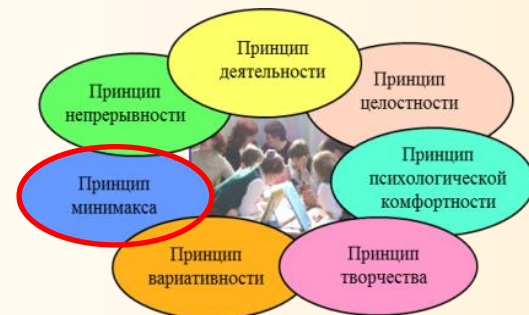 Принцип
деятельности
Принцип
целостности
Принцип
психологической
комфортности
Принцип
творчества
Принцип
вариативности
Принцип
минимакса
Принцип
непрерывности